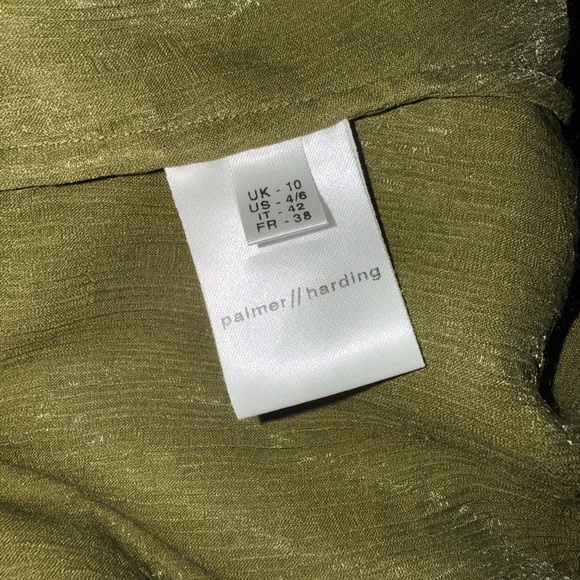 UK - 10
US - 4/6
IT - 42
FR - 38
palmer//harding